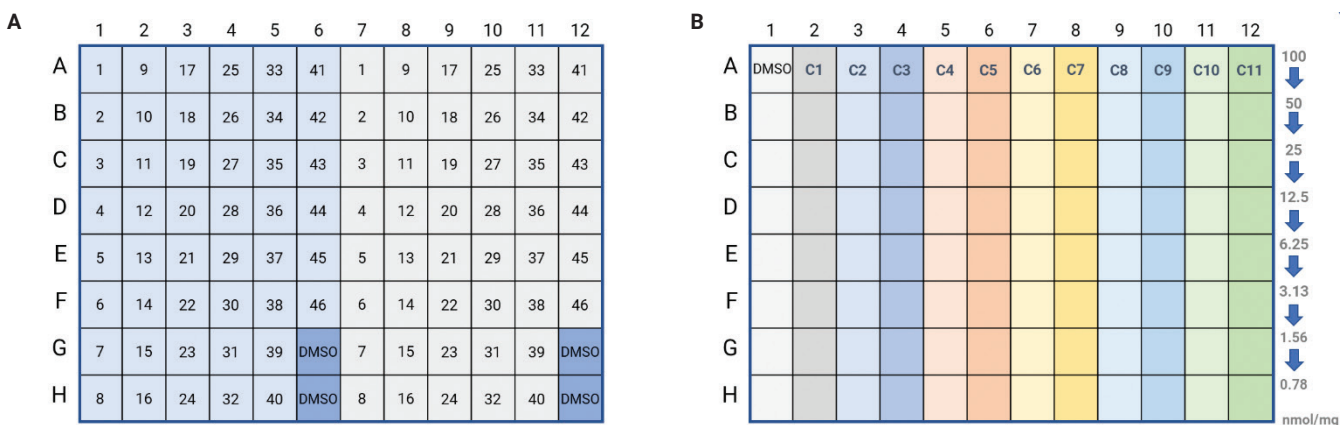 A
1 2 3 4 5 6 7 8 9 10 11 12
A 1 9 17 25 33 41 1 9 17 25 33 41
B 2 10 18 26 34 42 2 10 18 26 34 42
C 3 11 19 27 35 43 3 11 19 27 35 43
D 4 12 20 28 36 44 4 12 20 28 36 44
E 5 13 21 29 37 45 5 13 21 29 37 45
F 6 14 22 30 38 46 6 14 22 30 38 46
G 7 15 23 31 39 DMSO 7 15 23 31 39 DMSO
H 8 16 24 32 40 DMSO 8 16 24 32 40 DMSO
B
1 2 3 4 5 6 7 8 9 10 11 12
A DMSO C1 C2 C3 C4 C5 C6 C7 C8 C9 C10 C11 100
B 50
C 25
D 12.5
E 6.25
F 3.13
G 1.56
H 0.78
nmol/mg